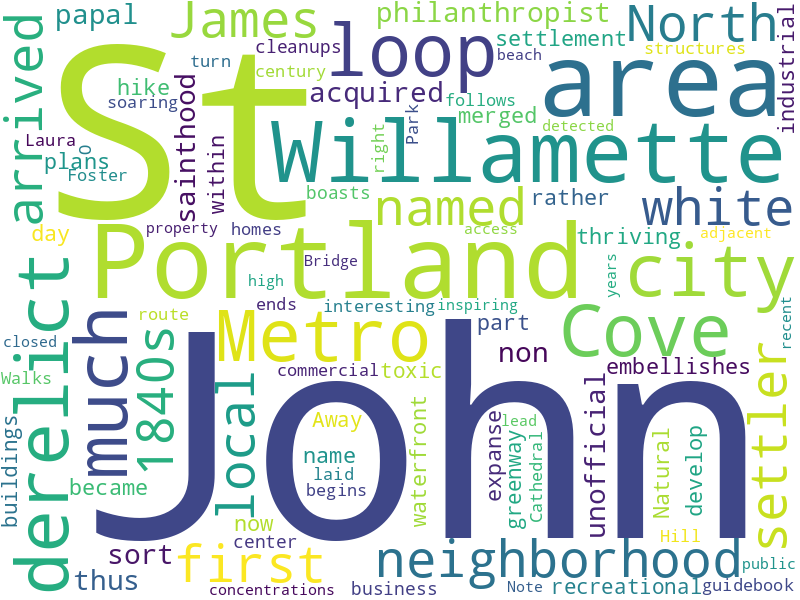 papal
James
philanthropist
North
industrial
arrived
St
cleanups
loop
settlement
structures
turn
century
beach
area
hike
soaring
sainthood
acquired
follows
merged
Park
detected
Laura
O
plans
Foster
within
right
Willamette
boasts
rather
white
named
day
property
homes
Portland
access
thriving
adjacent
city
Bridge
years
derelict
high
ends
interesting
inspiring
recent
route
much
1840s
Metro
part
Cove
closed
non
Walks
commercial
toxic
embellishes
settler
John
local
Away
waterfront
lead
expanse
greenway
Cathedral
unofficial
Natural
develop
buildings
name
laid
begins
became
now
center
Hill
sort
first
neighborhood
public
thus
concentrations
business
Note
recreational
guidebook